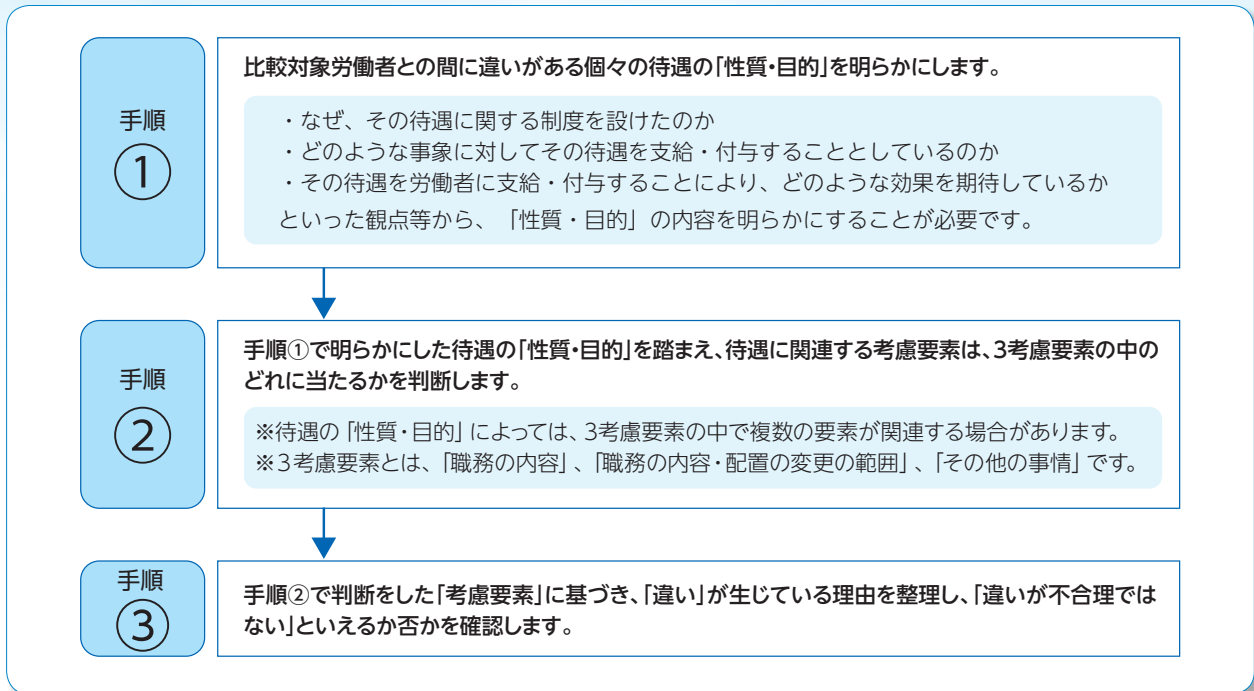 手順
①
比較対象労働者との間に違いがある個々の待遇の「性質・目的」を明らかにします。
・なぜ、その待遇に関する制度を設けたのか
・どのような事象に対してその待遇を支給・付与することとしているのか
・その待遇を労働者に支給・付与することにより、どのような効果を期待しているか
といった観点等から、「性質・目的」の内容を明らかにすることが必要です。
手順
②
手順①で明らかにした待遇の「性質・目的」を踏まえ、待遇に関連する考慮要素は、3考慮要素の中の
どれに当たるかを判断します。
※待遇の「性質・目的」によっては、3考慮要素の中で複数の要素が関連する場合があります。
※3考慮要素とは、「職務の内容」、「職務の内容・配置の変更の範囲」、「その他の事情」です。
手順
③
手順②で判断をした「考慮要素」に基づき、「違い」が生じている理由を整理し、「違いが不合理では
ない」といえるか否かを確認します。